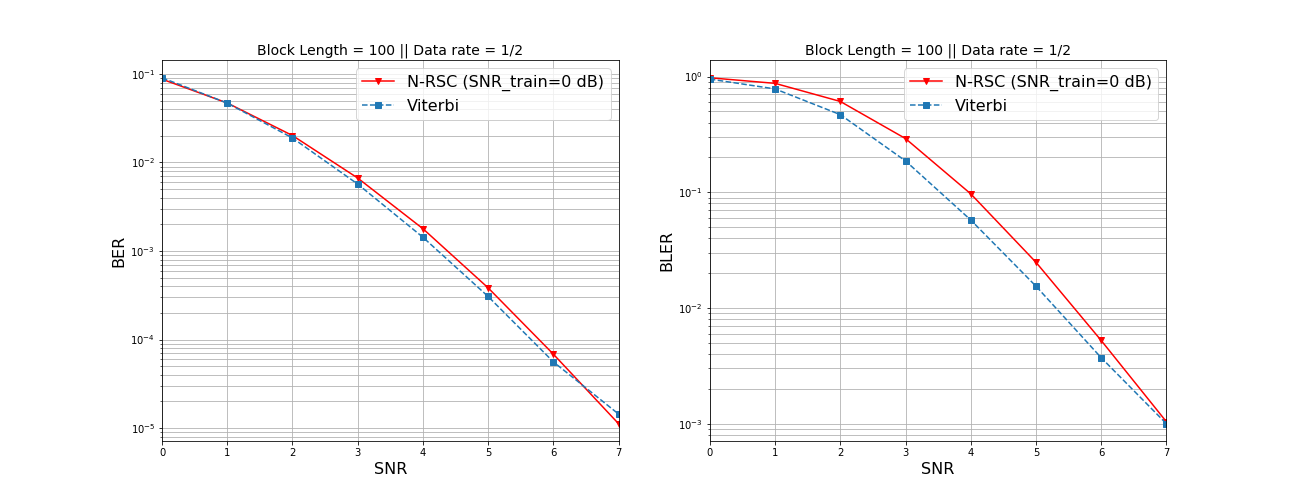 Block Length = 100 || Data rate = 1/2
N-RSC (SNR_train=0 dB)
Viterbi
BER
10⁻¹
10⁻²
10⁻³
10⁻⁴
10⁻⁵
0 1 2 3 4 5 6 7
SNR
Block Length = 100 || Data rate = 1/2
N-RSC (SNR_train=0 dB)
Viterbi
BLER
10⁰
10⁻¹
10⁻²
10⁻³
0 1 2 3 4 5 6 7
SNR